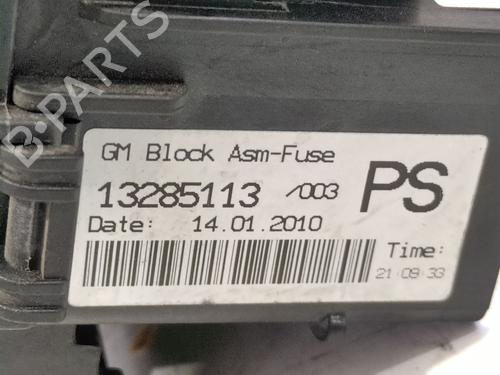 B-PARTS
GM Block Asm-Fuse
13285113 /003 PS
Date: 14.01.2010
Time:
21:09:33